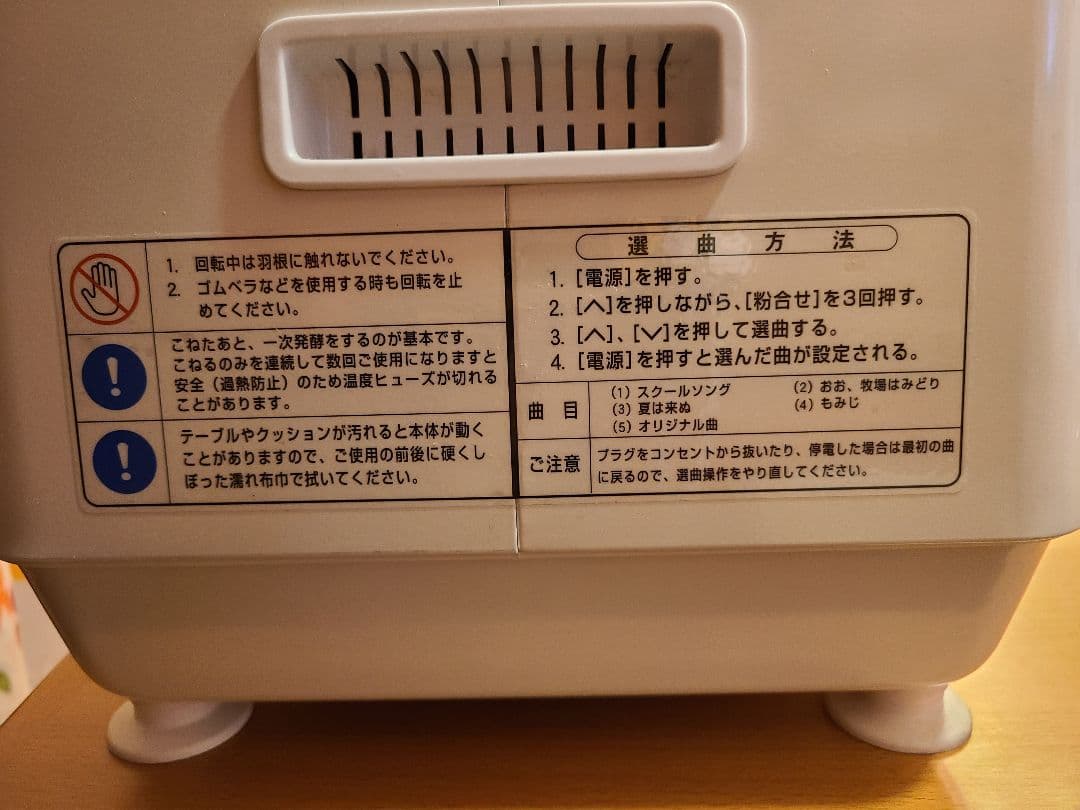 1. 回転中は羽根に触れないでください。
2. ゴムベラなどを使用する時も回転を止
めてください。
こねたあと、一次発酵をするのが基本です。
こねるのみを連続して数回ご使用になりますと
安全（過熱防止）のため温度ヒューズが切れる
ことがあります。
テーブルやクッションが汚れると本体が動く
ことがありますので、ご使用の前後に硬くし
ぼった濡れ布巾で拭いてください。
選曲方法
1. [電源]を押す。
2. [へ]を押しながら、[粉合せ]を3回押す。
3. [へ]、[∨]を押して選曲する。
4. [電源]を押すと選んだ曲が設定される。
曲目
(1) スクールソング (2) おお、牧場はみどり
(3) 夏は来ぬ (4) もみじ
(5) オリジナル曲
ご注意
プラグをコンセントから抜いたり、停電した場合は最初の曲
に戻るので、選曲操作をやり直してください。